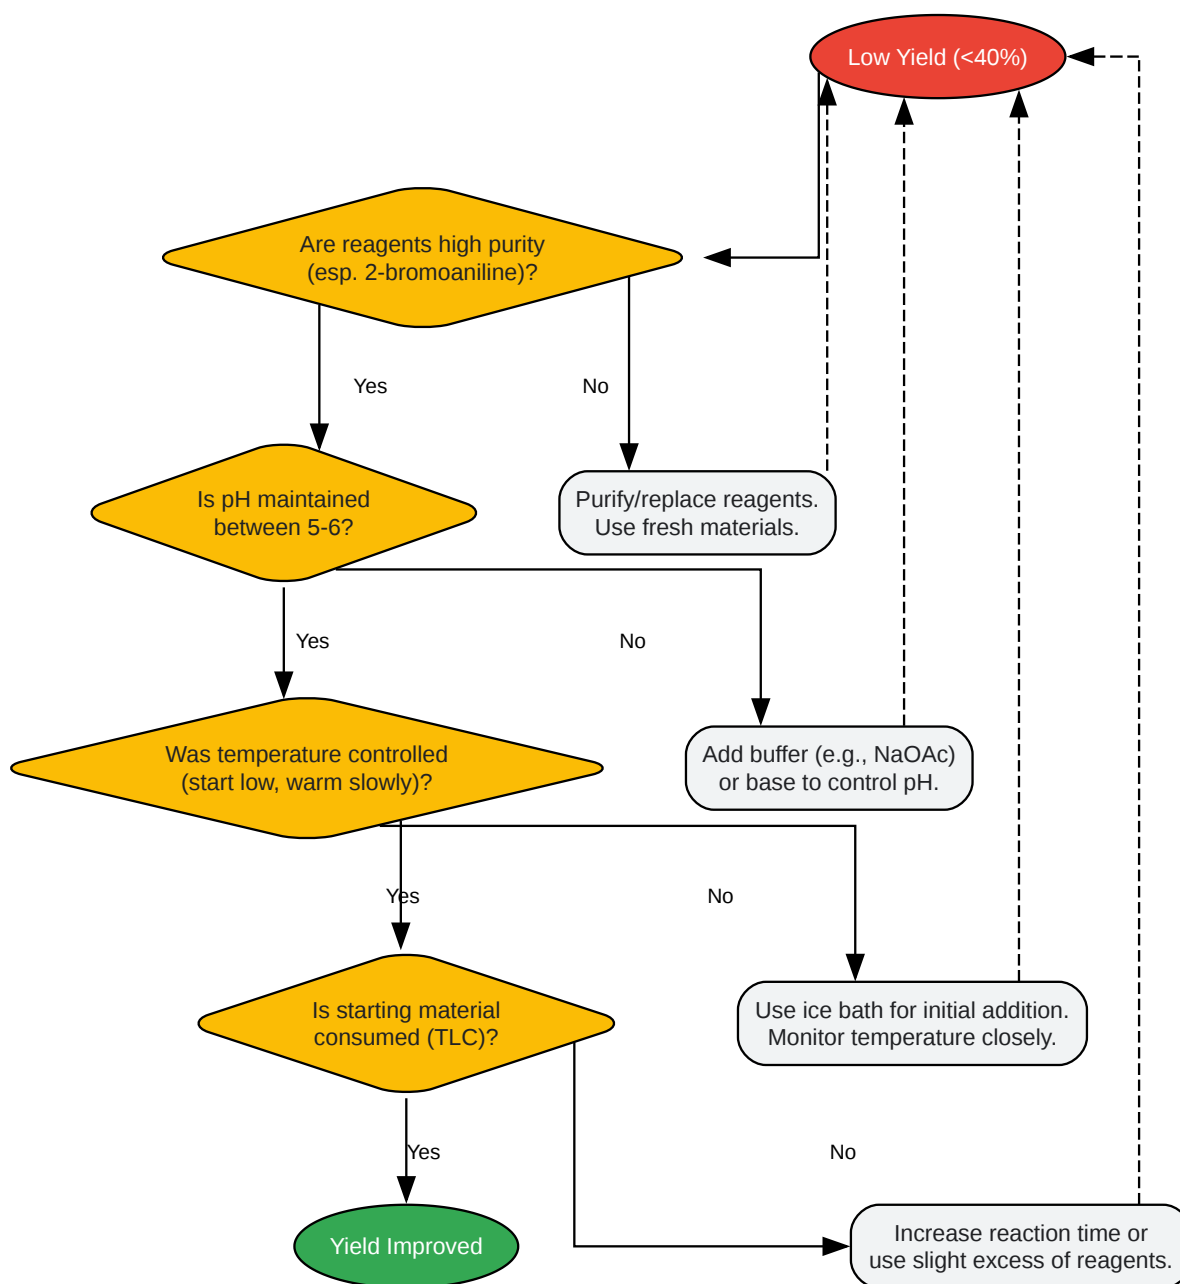 Low Yield (<40%)
Are reagents high purity
(esp. 2-bromoaniline)?
Yes
No
Is pH maintained
between 5-6?
Purify/replace reagents.
Use fresh materials.
Yes
No
Was temperature controlled
(start low, warm slowly)?
Add buffer (e.g., NaOAc)
or base to control pH.
Yes
No
Is starting material
consumed (TLC)?
Use ice bath for initial addition.
Monitor temperature closely.
Yes
No
Yield Improved
Increase reaction time or
use slight excess of reagents.